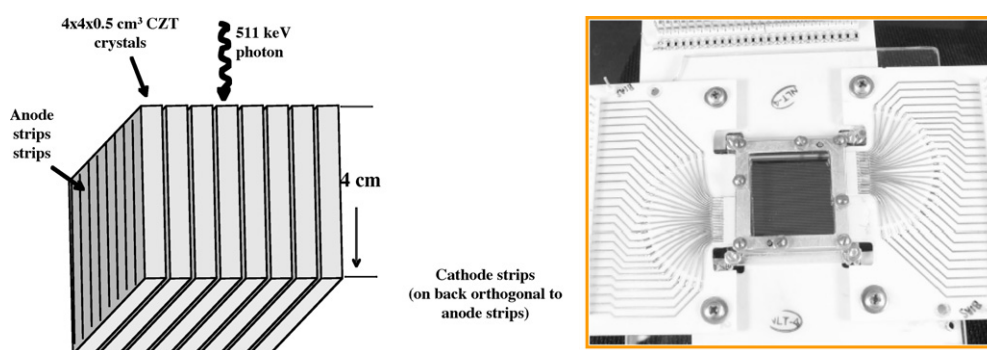 4x4x0.5 cm³ CZT
crystals
511 keV
photon
Anode
strips
strips
4 cm
Cathode strips
(on back orthogonal to
anode strips)